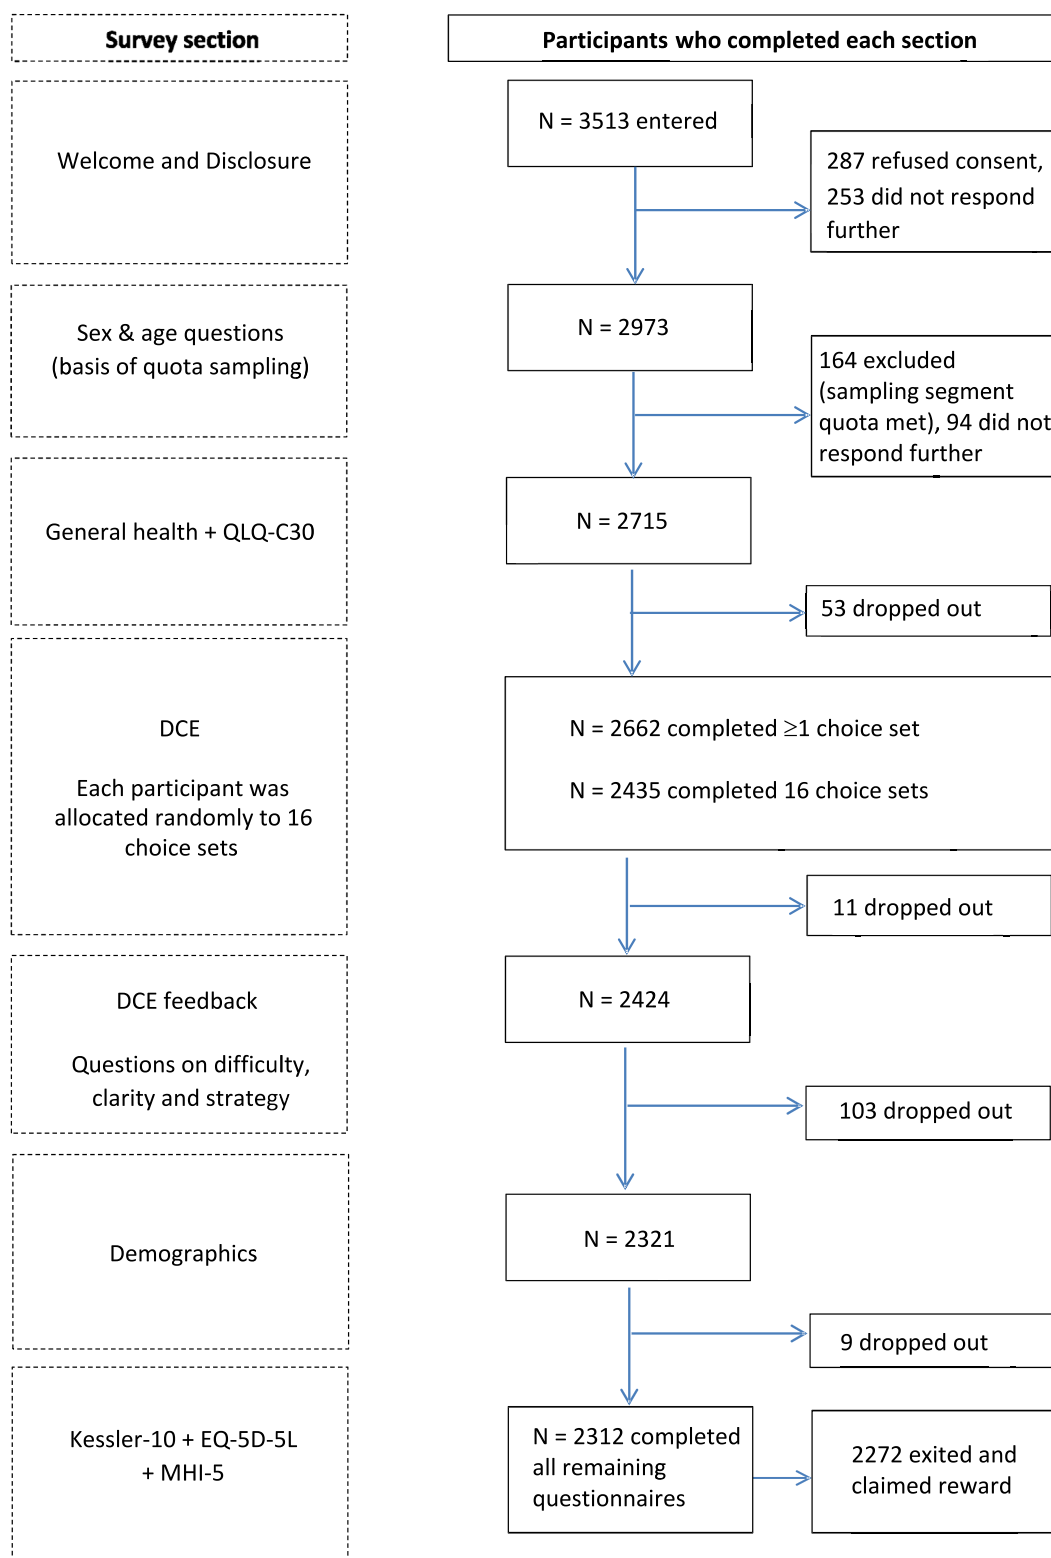 Survey section
Participants who completed each section
Welcome and Disclosure
N = 3513 entered
287 refused consent,
253 did not respond
further
Sex & age questions
(basis of quota sampling)
N = 2973
164 excluded
(sampling segment
quota met), 94 did not
respond further
General health + QLQ-C30
N = 2715
53 dropped out
DCE
Each participant was
allocated randomly to 16
choice sets
N = 2662 completed ≥1 choice set
N = 2435 completed 16 choice sets
11 dropped out
DCE feedback
Questions on difficulty,
clarity and strategy
N = 2424
103 dropped out
Demographics
N = 2321
9 dropped out
Kessler-10 + EQ-5D-5L
+ MHI-5
N = 2312 completed
all remaining
questionnaires
2272 exited and
claimed reward